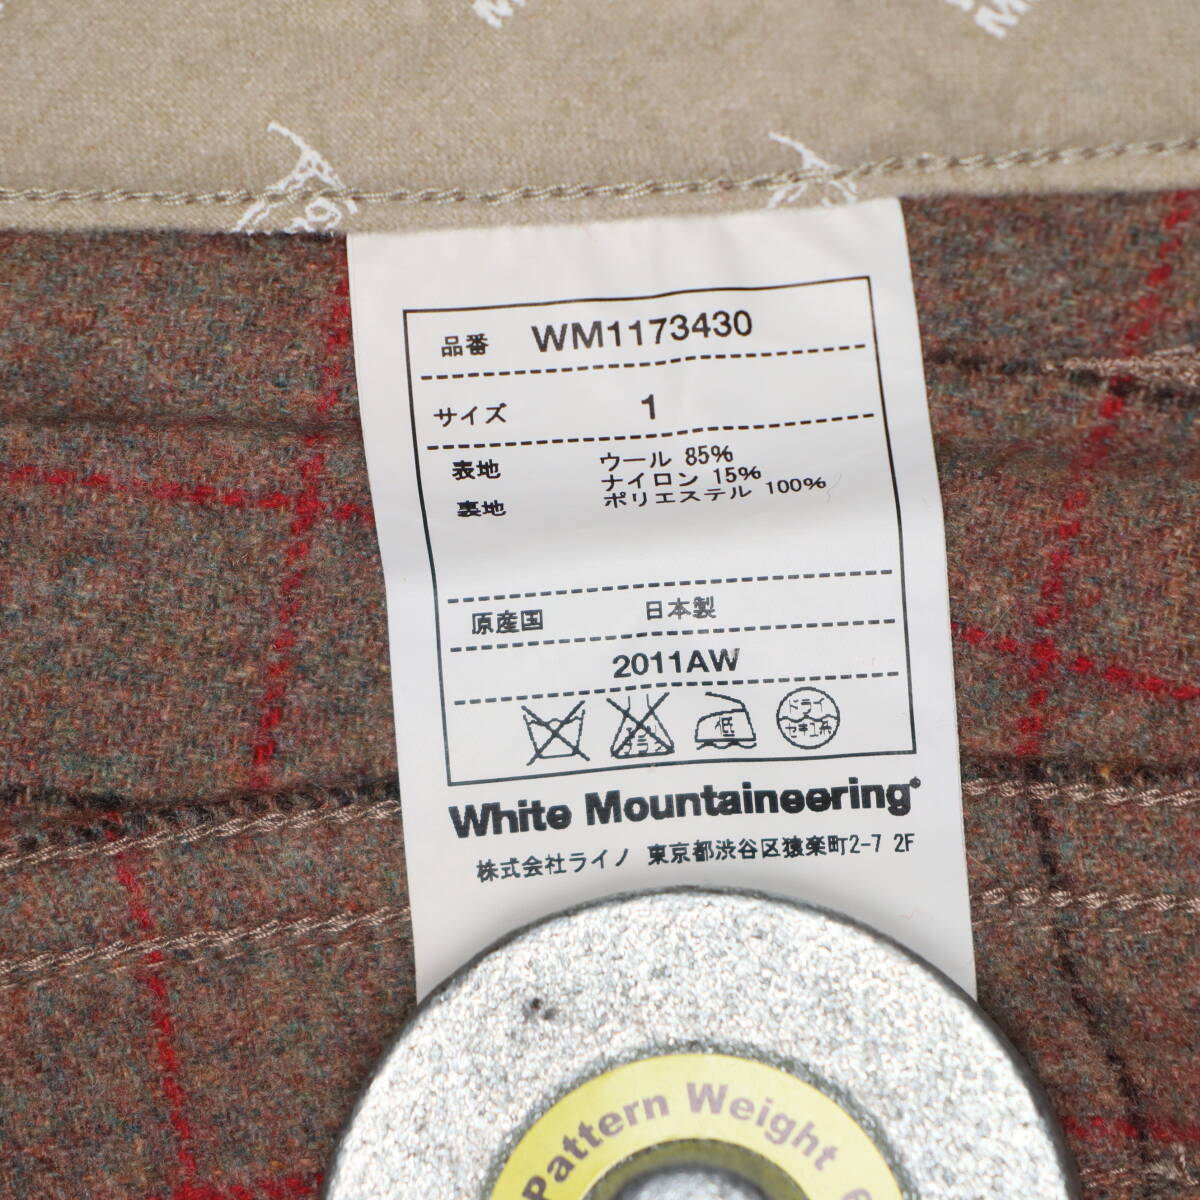 品番 WM1173430
サイズ 1
表地 ウール 85%
ナイロン 15%
裏地 ポリエステル 100%
原産国 日本製
2011AW
低 ドライ
セキユ系
White Mountaineering
株式会社ライノ 東京都渋谷区猿楽町2-7 2F
Pattern Weight